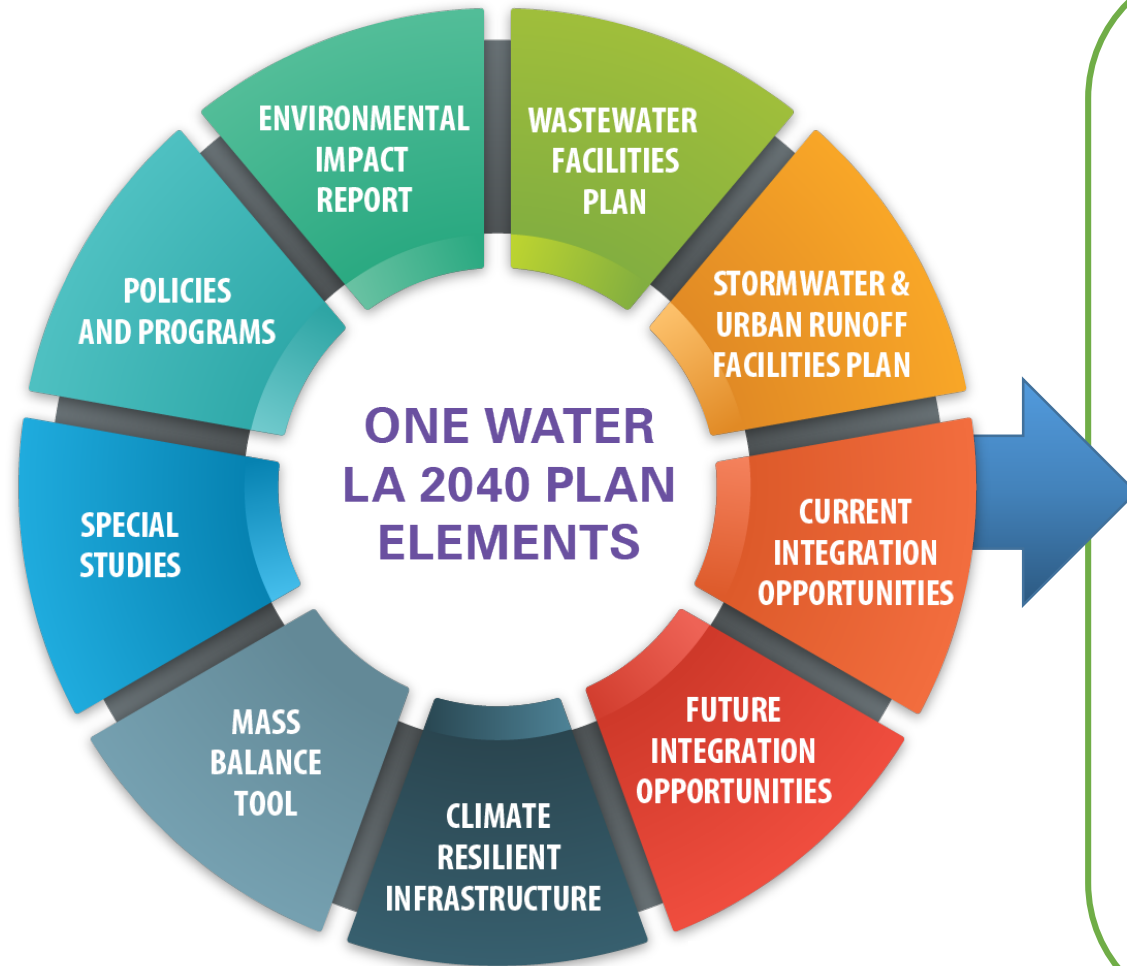 ONE WATER
LA 2040 PLAN
ELEMENTS
WASTEWATER
FACILITIES
PLAN
STORMWATER &
URBAN RUNOFF
FACILITIES PLAN
CURRENT
INTEGRATION
OPPORTUNITIES
FUTURE
INTEGRATION
OPPORTUNITIES
CLIMATE
RESILIENT
INFRASTRUCTURE
MASS
BALANCE
TOOL
SPECIAL
STUDIES
POLICIES
AND PROGRAMS
ENVIRONMENTAL
IMPACT
REPORT